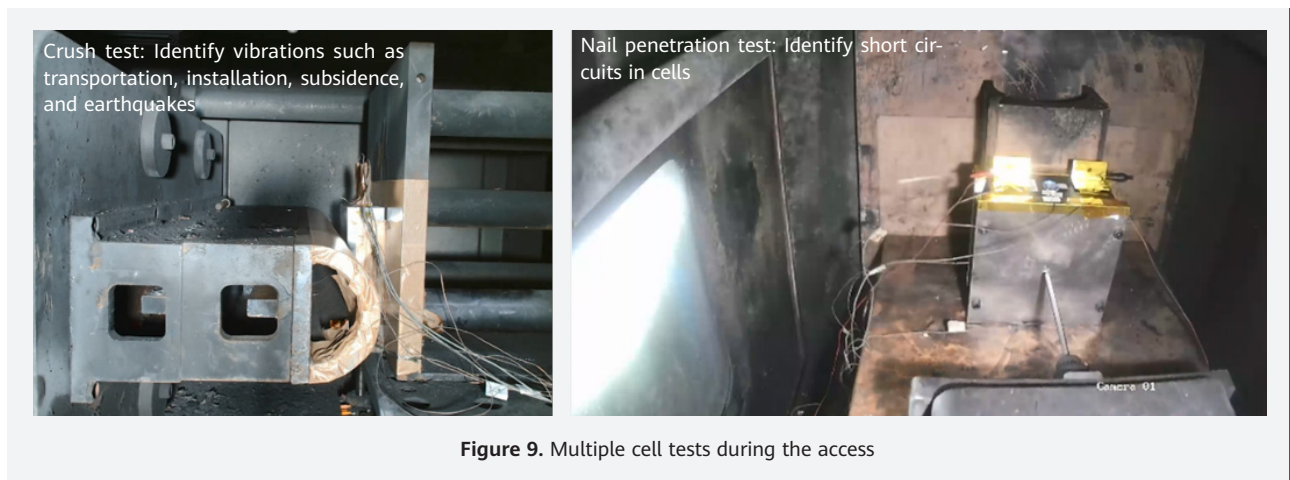 Crush test: Identify vibrations such as
transportation, installation, subsidence,
and earthquakes
Nail penetration test: Identify short cir-
cuits in cells
Camera 01
Figure 9. Multiple cell tests during the access